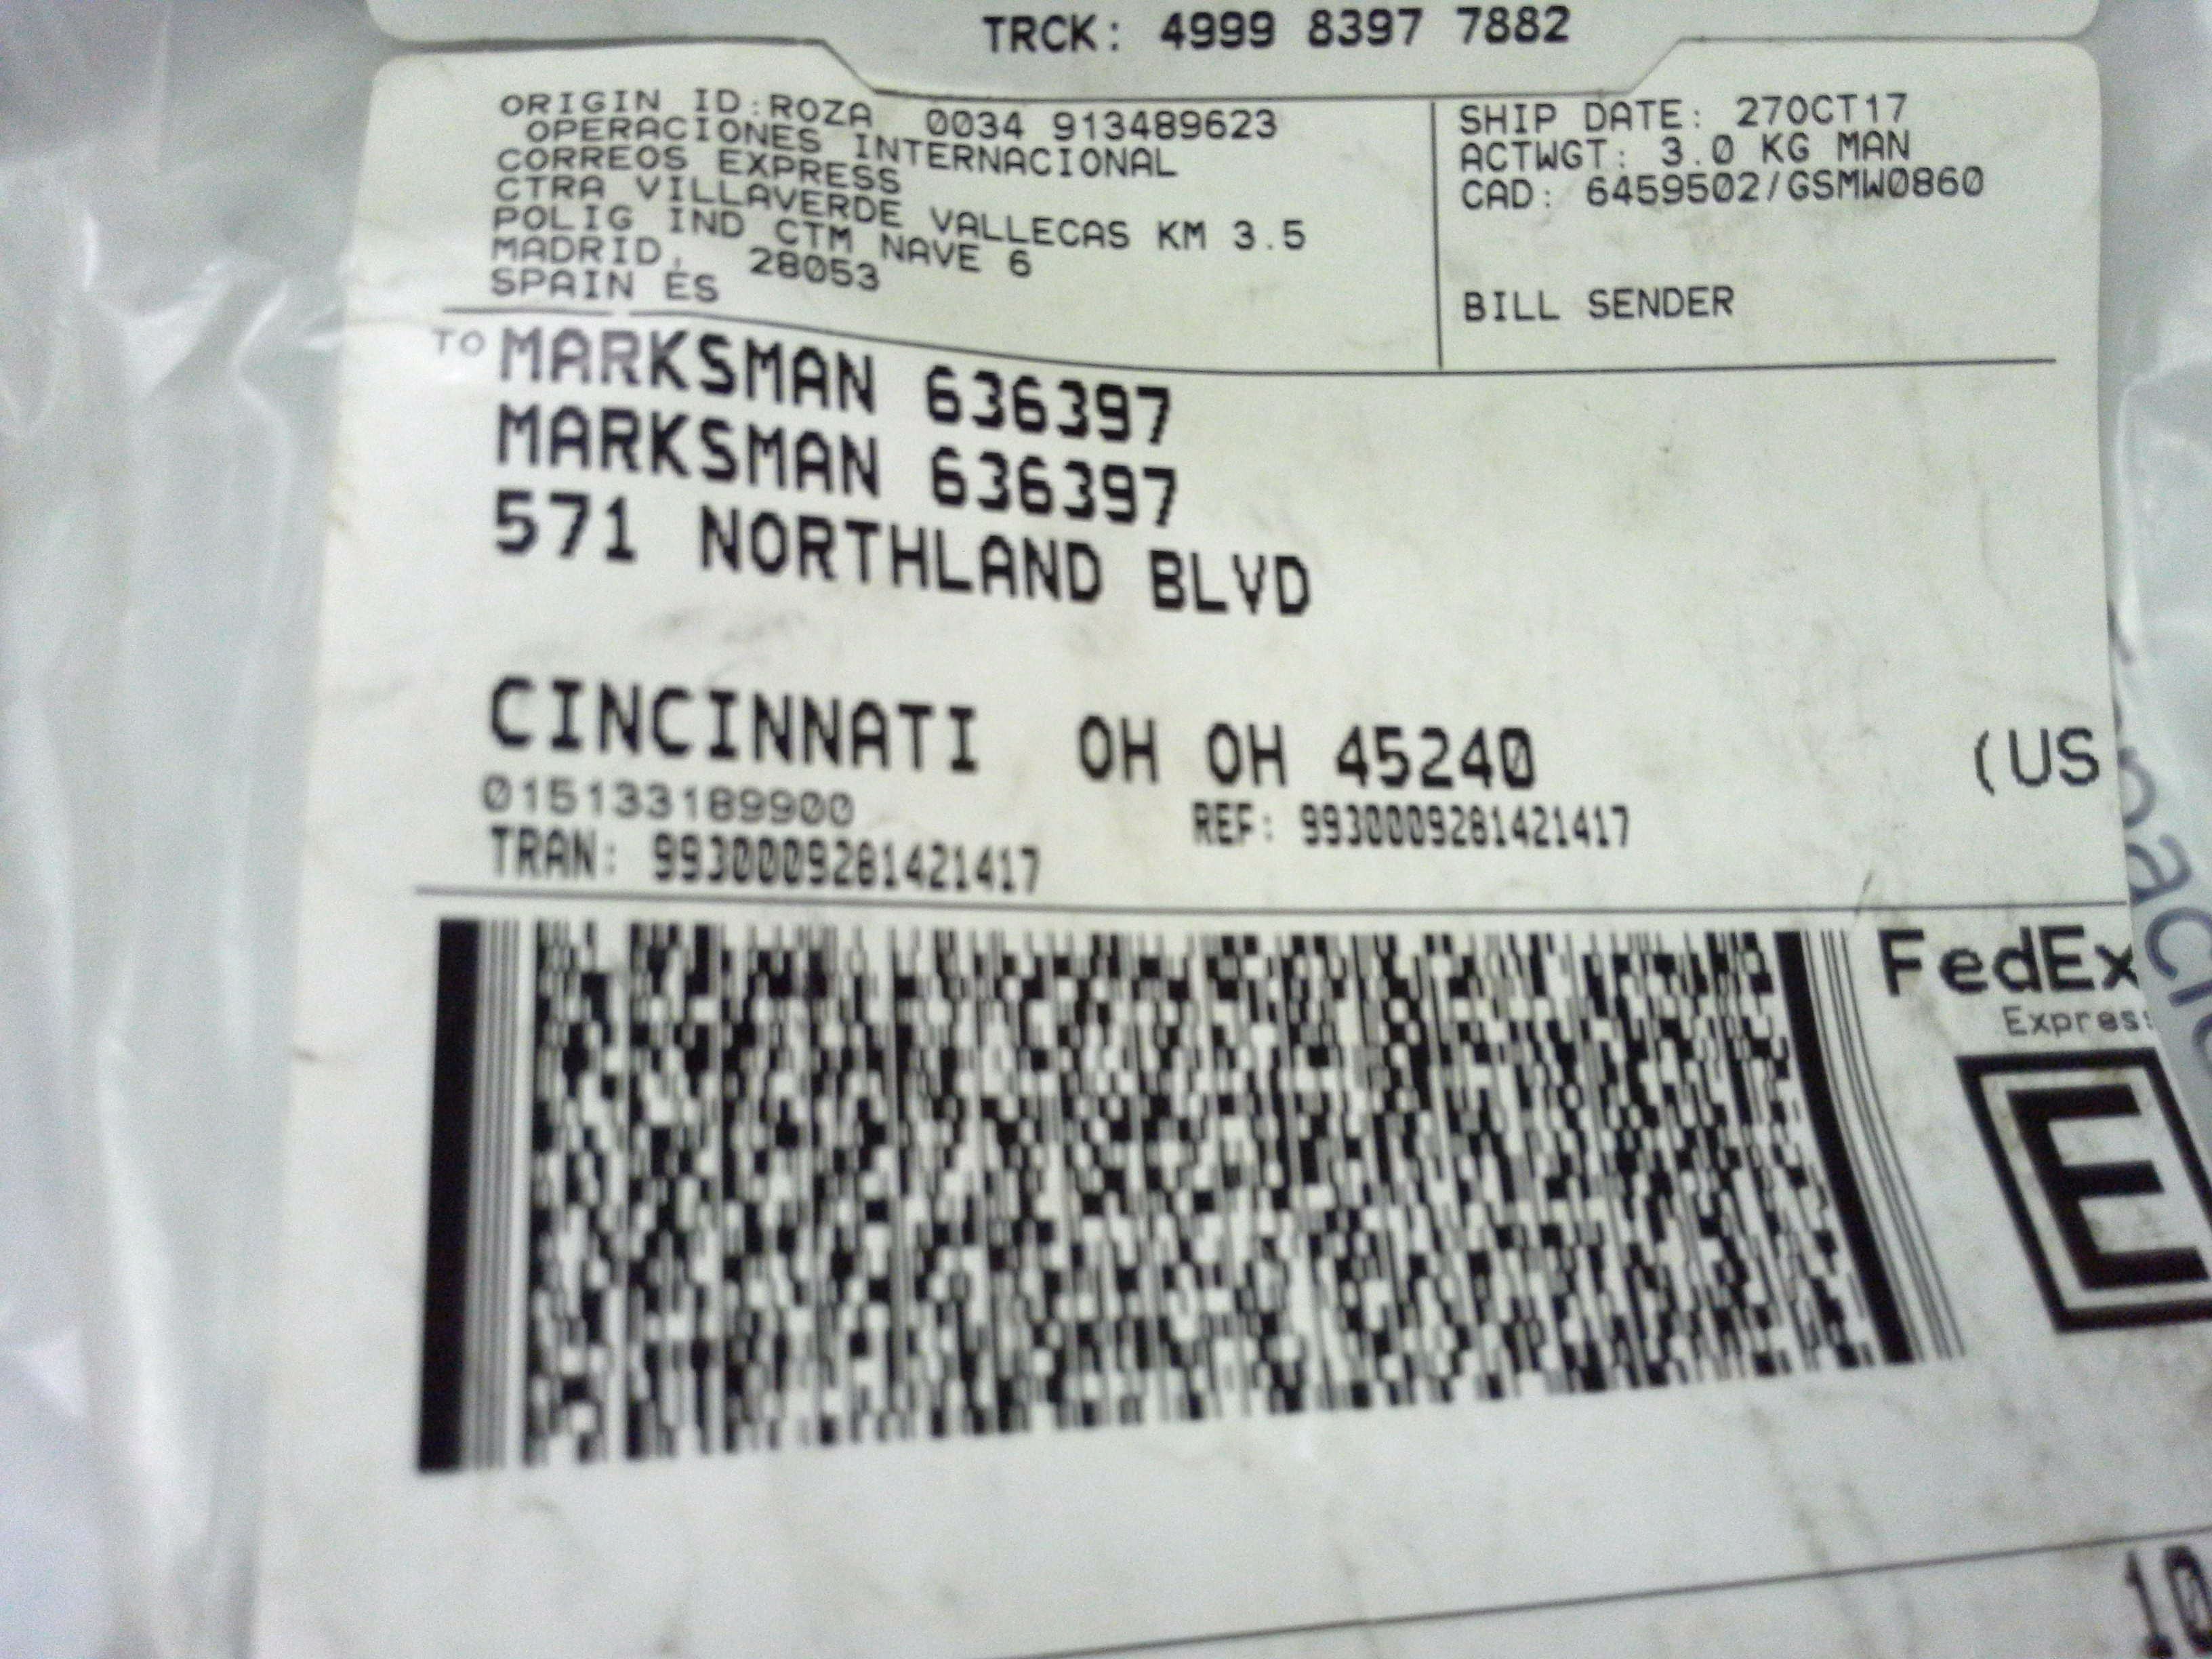 TRCK: 4999 8397 7882
ORIGIN ID:ROZA 0034 913489623
OPERACIONES INTERNACIONAL
CORREOS EXPRESS
CTRA VILLAVERDE VALLECAS KM 3.5
POLIG IND CTM NAVE 6
MADRID, 28053
SPAIN ES
SHIP DATE: 27OCT17
ACTWGT: 3.0 KG MAN
CAD: 6459502/GSMW0860
BILL SENDER
TO MARKSMAN 636397
MARKSMAN 636397
571 NORTHLAND BLVD
CINCINNATI OH OH 45240 (US
015133189900
REF: 9930009281421417
TRAN: 9930009281421417
FedEx
Express
E
10